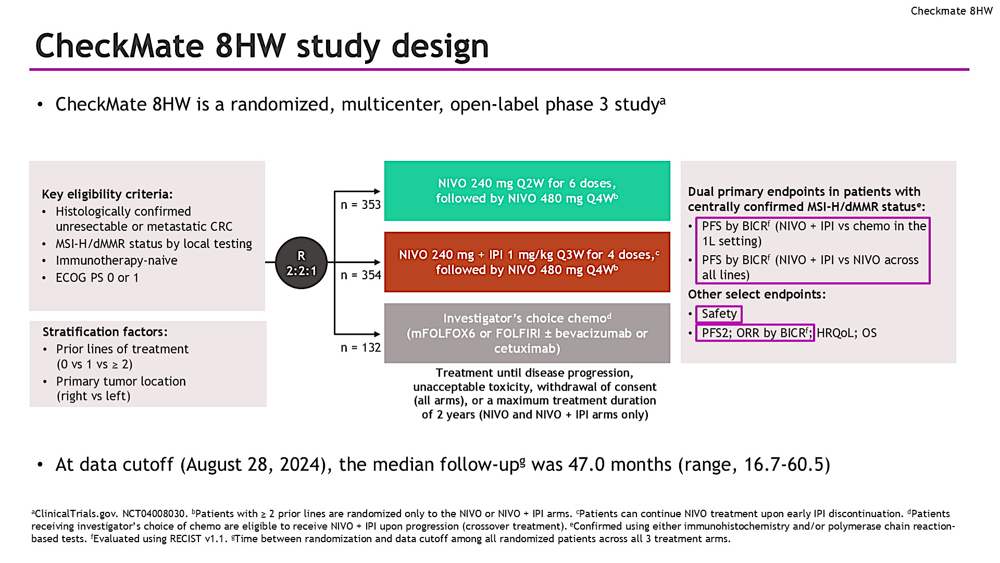 Checkmate 8HW
CheckMate 8HW study design
• CheckMate 8HW is a randomized, multicenter, open-label phase 3 studyᵃ
Key eligibility criteria:
• Histologically confirmed
unresectable or metastatic CRC
• MSI-H/dMMR status by local testing
• Immunotherapy-naive
• ECOG PS 0 or 1
Stratification factors:
• Prior lines of treatment
(0 vs 1 vs ≥ 2)
• Primary tumor location
(right vs left)
R
2:2:1
n = 353
n = 354
n = 132
NIVO 240 mg Q2W for 6 doses,
followed by NIVO 480 mg Q4Wᵇ
NIVO 240 mg + IPI 1 mg/kg Q3W for 4 doses,ᶜ
followed by NIVO 480 mg Q4Wᵇ
Investigator’s choice chemoᵈ
(mFOLFOX6 or FOLFIRI ± bevacizumab or
cetuximab)
Treatment until disease progression,
unacceptable toxicity, withdrawal of consent
(all arms), or a maximum treatment duration
of 2 years (NIVO and NIVO + IPI arms only)
Dual primary endpoints in patients with
centrally confirmed MSI-H/dMMR statusᵉ:
• PFS by BICRᶠ (NIVO + IPI vs chemo in the
1L setting)
• PFS by BICRᶠ (NIVO + IPI vs NIVO across
all lines)
Other select endpoints:
• Safety
• PFS2; ORR by BICRᶠ; HRQoL; OS
• At data cutoff (August 28, 2024), the median follow-upᵍ was 47.0 months (range, 16.7-60.5)
ᵃClinicalTrials.gov. NCT04008030. ᵇPatients with ≥ 2 prior lines are randomized only to the NIVO or NIVO + IPI arms. ᶜPatients can continue NIVO treatment upon early IPI discontinuation. ᵈPatients
receiving investigator’s choice of chemo are eligible to receive NIVO + IPI upon progression (crossover treatment). ᵉConfirmed using either immunohistochemistry and/or polymerase chain reaction-
based tests. ᶠEvaluated using RECIST v1.1. ᵍTime between randomization and data cutoff among all randomized patients across all 3 treatment arms.